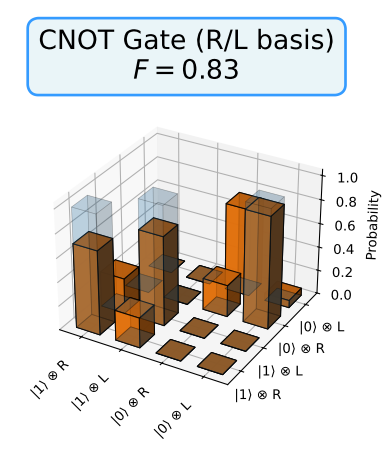 CNOT Gate (R/L basis)
F = 0.83
1.0
0.8
0.6
0.4
0.2
0.0
Probability
|0⟩ ⊗ L
|0⟩ ⊗ R
|1⟩ ⊗ L
|1⟩ ⊗ R
|1⟩ ⊗ R
|1⟩ ⊗ L
|0⟩ ⊗ R
|0⟩ ⊗ L